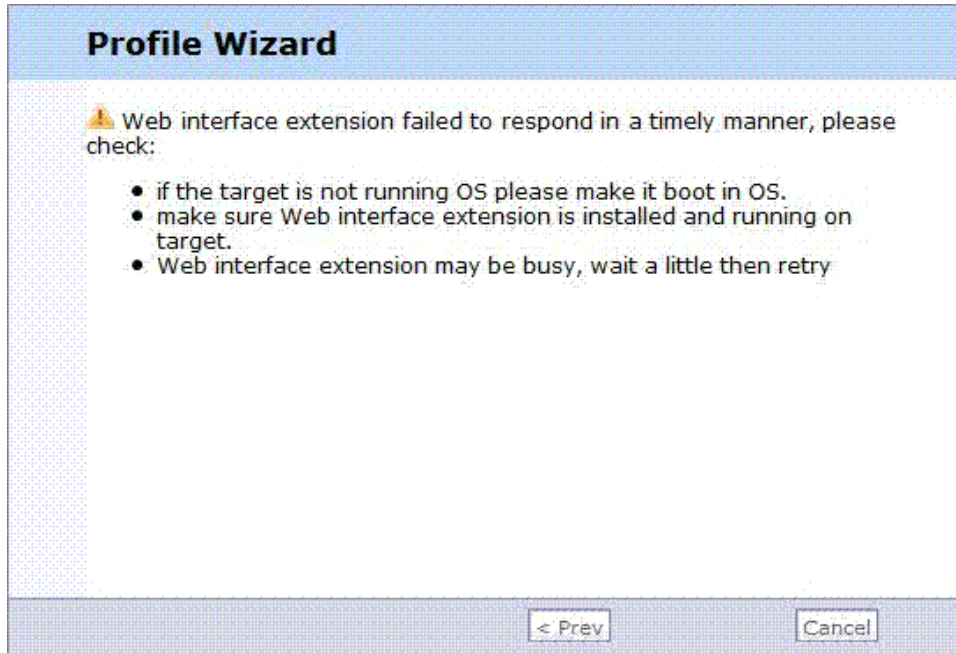 Profile Wizard
Web interface extension failed to respond in a timely manner, please
check:
• if the target is not running OS please make it boot in OS.
• make sure Web interface extension is installed and running on
target.
• Web interface extension may be busy, wait a little then retry
< Prev
Cancel